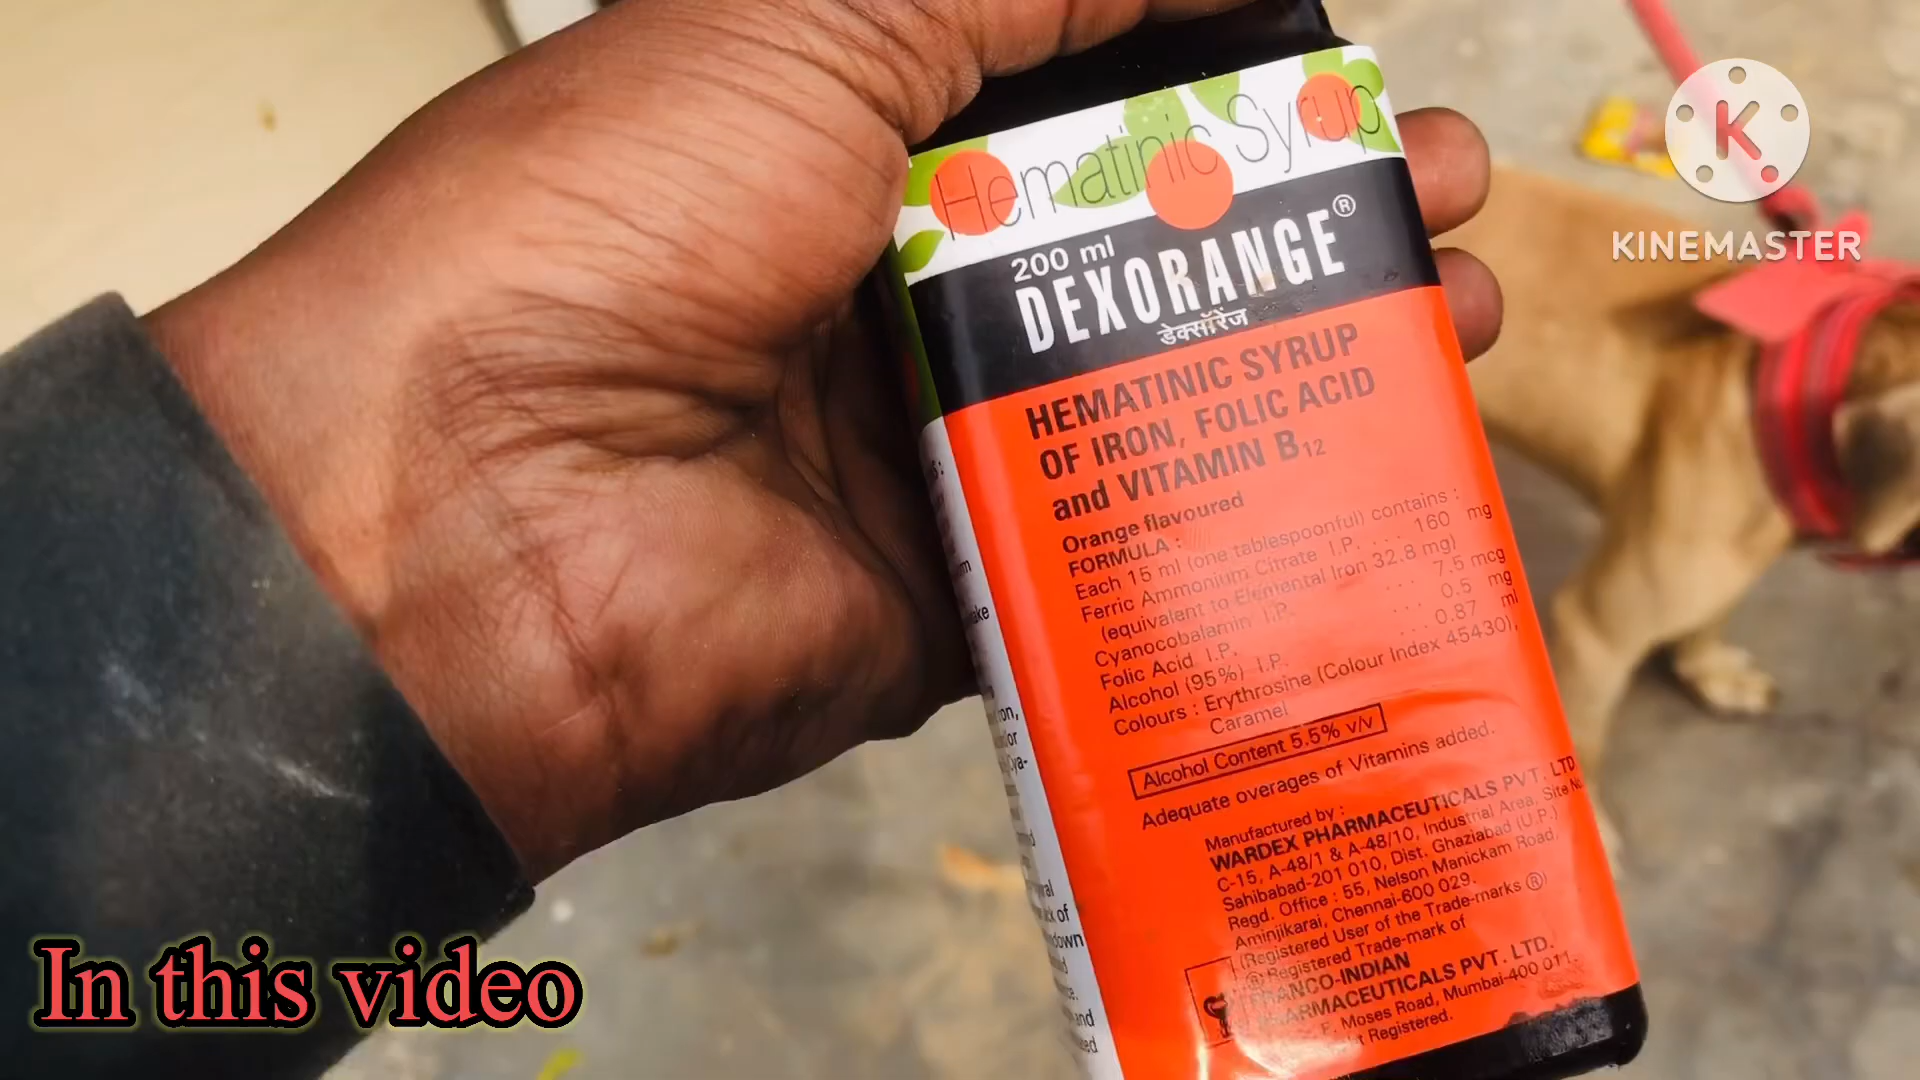 Hematinic Syrup
200 ml
DEXORANGE®
डेक्सॉरेंज
HEMATINIC SYRUP
OF IRON, FOLIC ACID
and VITAMIN B12
Orange flavoured
FORMULA :
Each 15 ml (one tablespoonful) contains :
Ferric Ammonium Citrate I.P. . . . 160 mg
(equivalent to Elemental Iron 32.8 mg)
Cyanocobalamin I.P. . . . . 7.5 mcg
Folic Acid I.P. . . . 0.5 mg
Alcohol (95%) I.P. . . . 0.87 ml
Colours : Erythrosine (Colour Index 45430),
Caramel
Alcohol Content 5.5% v/v
Adequate overages of Vitamins added.
Manufactured by :
WARDEX PHARMACEUTICALS PVT. LTD
C-15, A-48/1 & A-48/10, Industrial Area, Site No
Sahibabad-201 010, Dist. Ghaziabad (U.P.)
Regd. Office : 55, Nelson Manickam Road,
Aminjikarai, Chennai-600 029.
(Registered User of the Trade-marks ®)
® Registered Trade-mark of
FRANCO-INDIAN
PHARMACEUTICALS PVT. LTD.
E. Moses Road, Mumbai-400 011.
Registered.
K
KINEMASTER
In this video